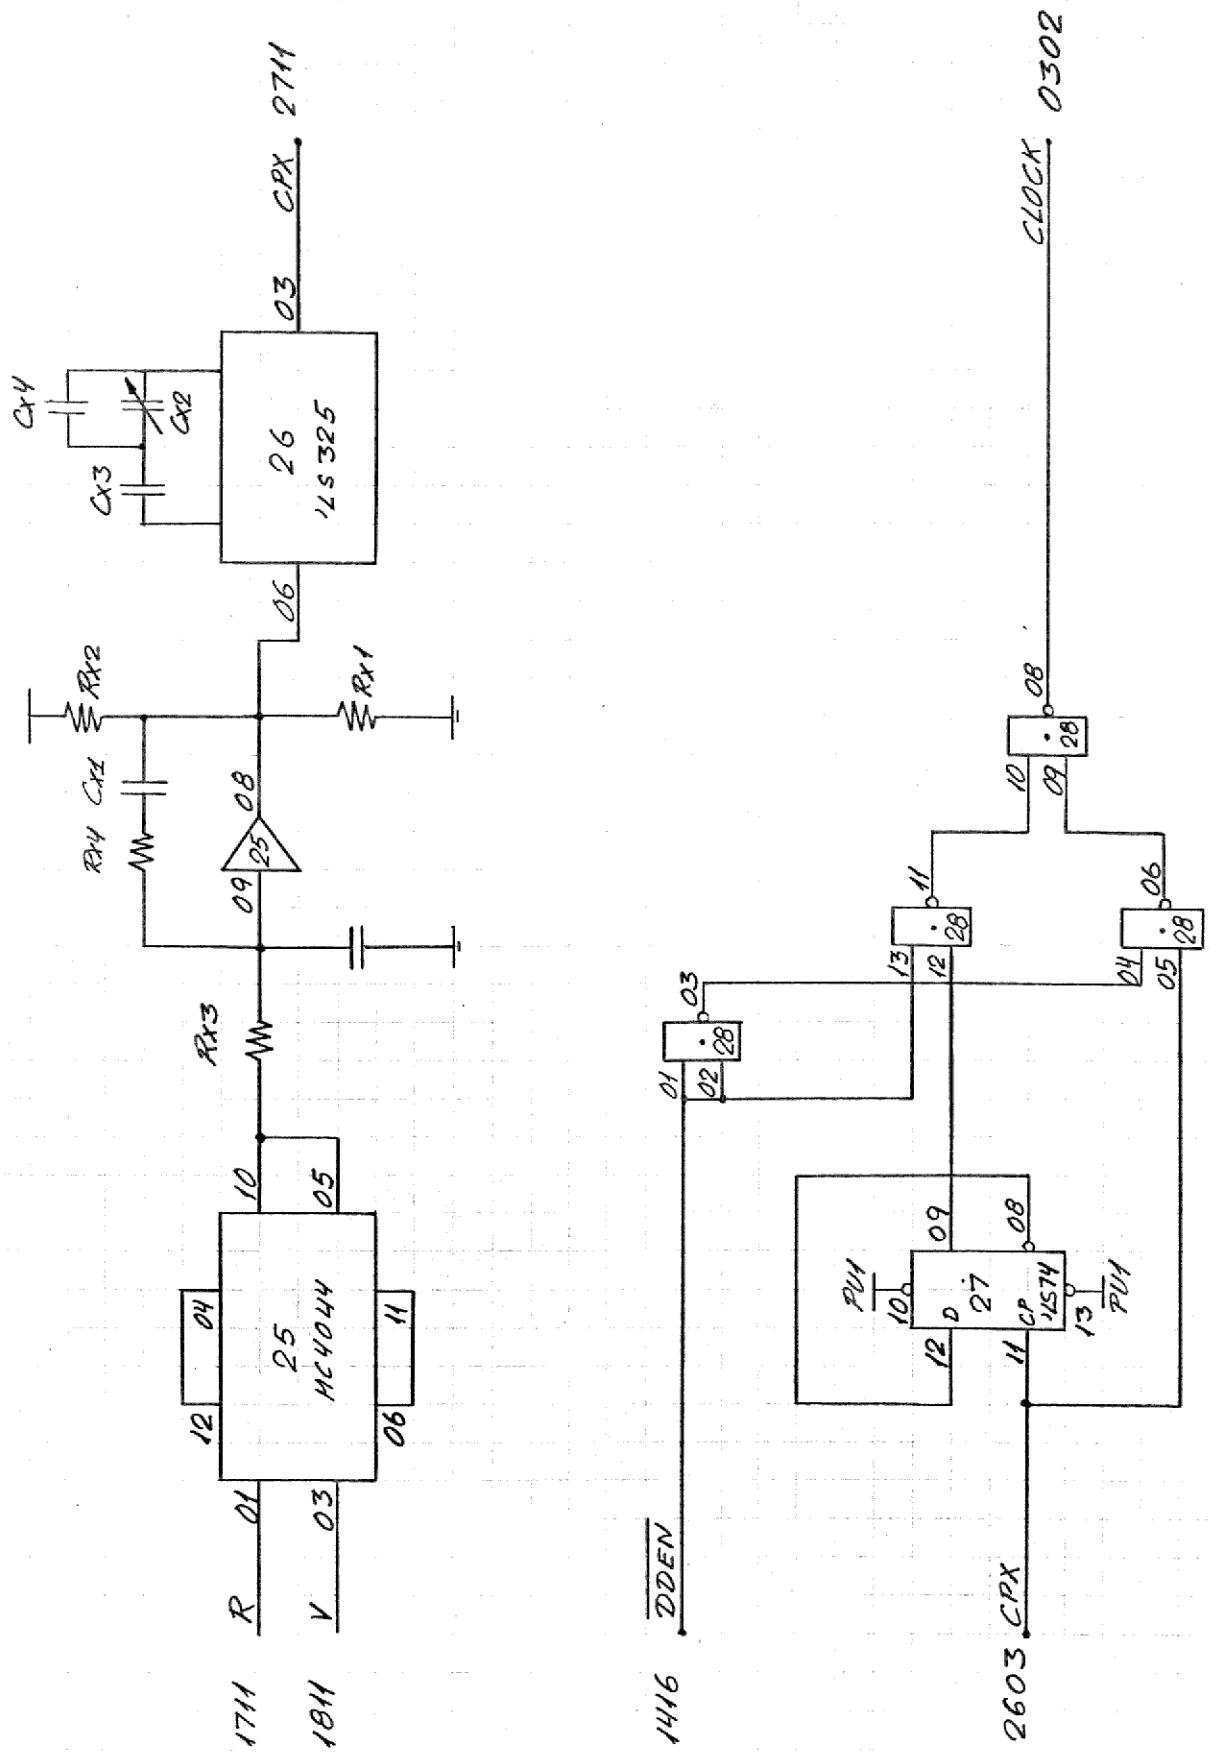 1711 R 01
1811 V 03
12 04
25
MC4044
06 11
10
05
Rx3
09 25 08
Rx4 Cx1
Rx2
Rx1
06
26
'LS325
Cx3
Cx4
Cx2
03 CPX 2711
1416 DDEN
01
02
28
03
2603 CPX
12 D
11 CP
27
'LS74
10 PU1
13 PU1
09
08
13
12
28
11
04
05
28
06
10
09
28
08
CLOCK 0302